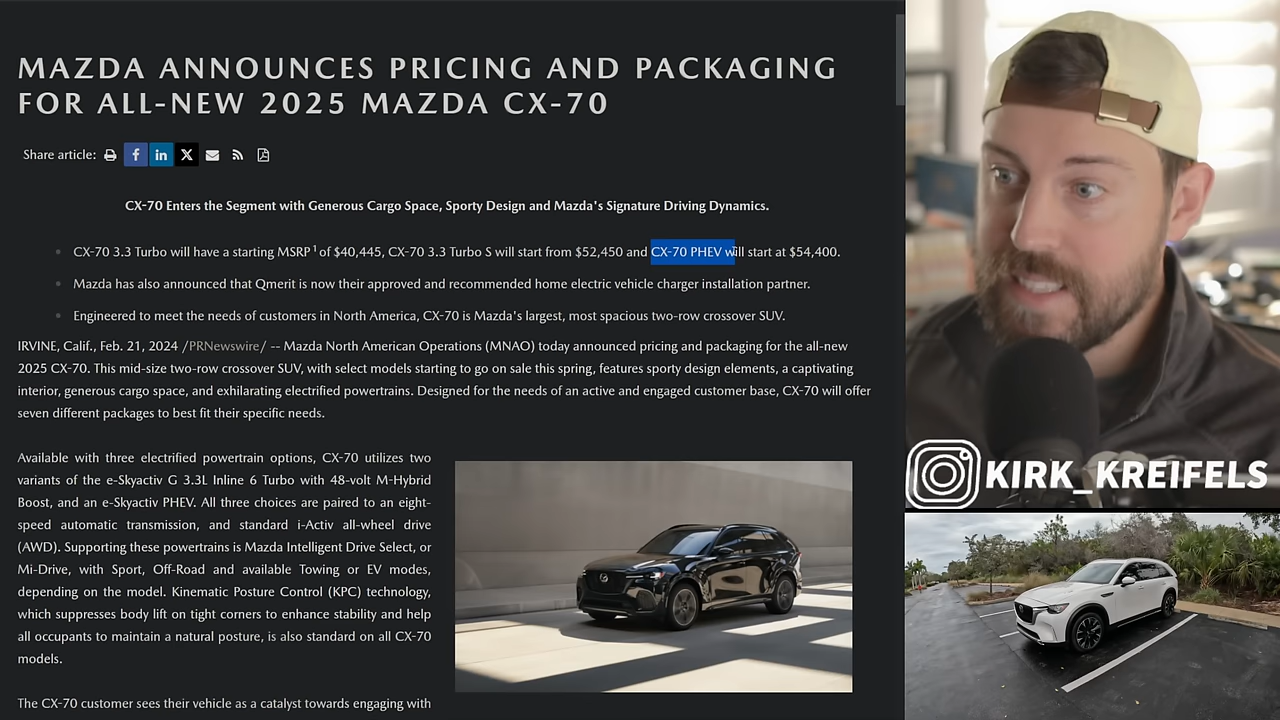 MAZDA ANNOUNCES PRICING AND PACKAGING
FOR ALL-NEW 2025 MAZDA CX-70
Share article:
CX-70 Enters the Segment with Generous Cargo Space, Sporty Design and Mazda's Signature Driving Dynamics.
CX-70 3.3 Turbo will have a starting MSRP 1 of $40,445, CX-70 3.3 Turbo S will start from $52,450 and CX-70 PHEV will start at $54,400.
Mazda has also announced that Qmerit is now their approved and recommended home electric vehicle charger installation partner.
Engineered to meet the needs of customers in North America, CX-70 is Mazda's largest, most spacious two-row crossover SUV.
IRVINE, Calif., Feb. 21, 2024 /PRNewswire/ -- Mazda North American Operations (MNAO) today announced pricing and packaging for the all-new
2025 CX-70. This mid-size two-row crossover SUV, with select models starting to go on sale this spring, features sporty design elements, a captivating
interior, generous cargo space, and exhilarating electrified powertrains. Designed for the needs of an active and engaged customer base, CX-70 will offer
seven different packages to best fit their specific needs.
Available with three electrified powertrain options, CX-70 utilizes two
variants of the e-Skyactiv G 3.3L Inline 6 Turbo with 48-volt M-Hybrid
Boost, and an e-Skyactiv PHEV. All three choices are paired to an eight-
speed automatic transmission, and standard i-Activ all-wheel drive
(AWD). Supporting these powertrains is Mazda Intelligent Drive Select, or
Mi-Drive, with Sport, Off-Road and available Towing or EV modes,
depending on the model. Kinematic Posture Control (KPC) technology,
which suppresses body lift on tight corners to enhance stability and help
all occupants to maintain a natural posture, is also standard on all CX-70
models.
The CX-70 customer sees their vehicle as a catalyst towards engaging with
KIRK_KREIFELS